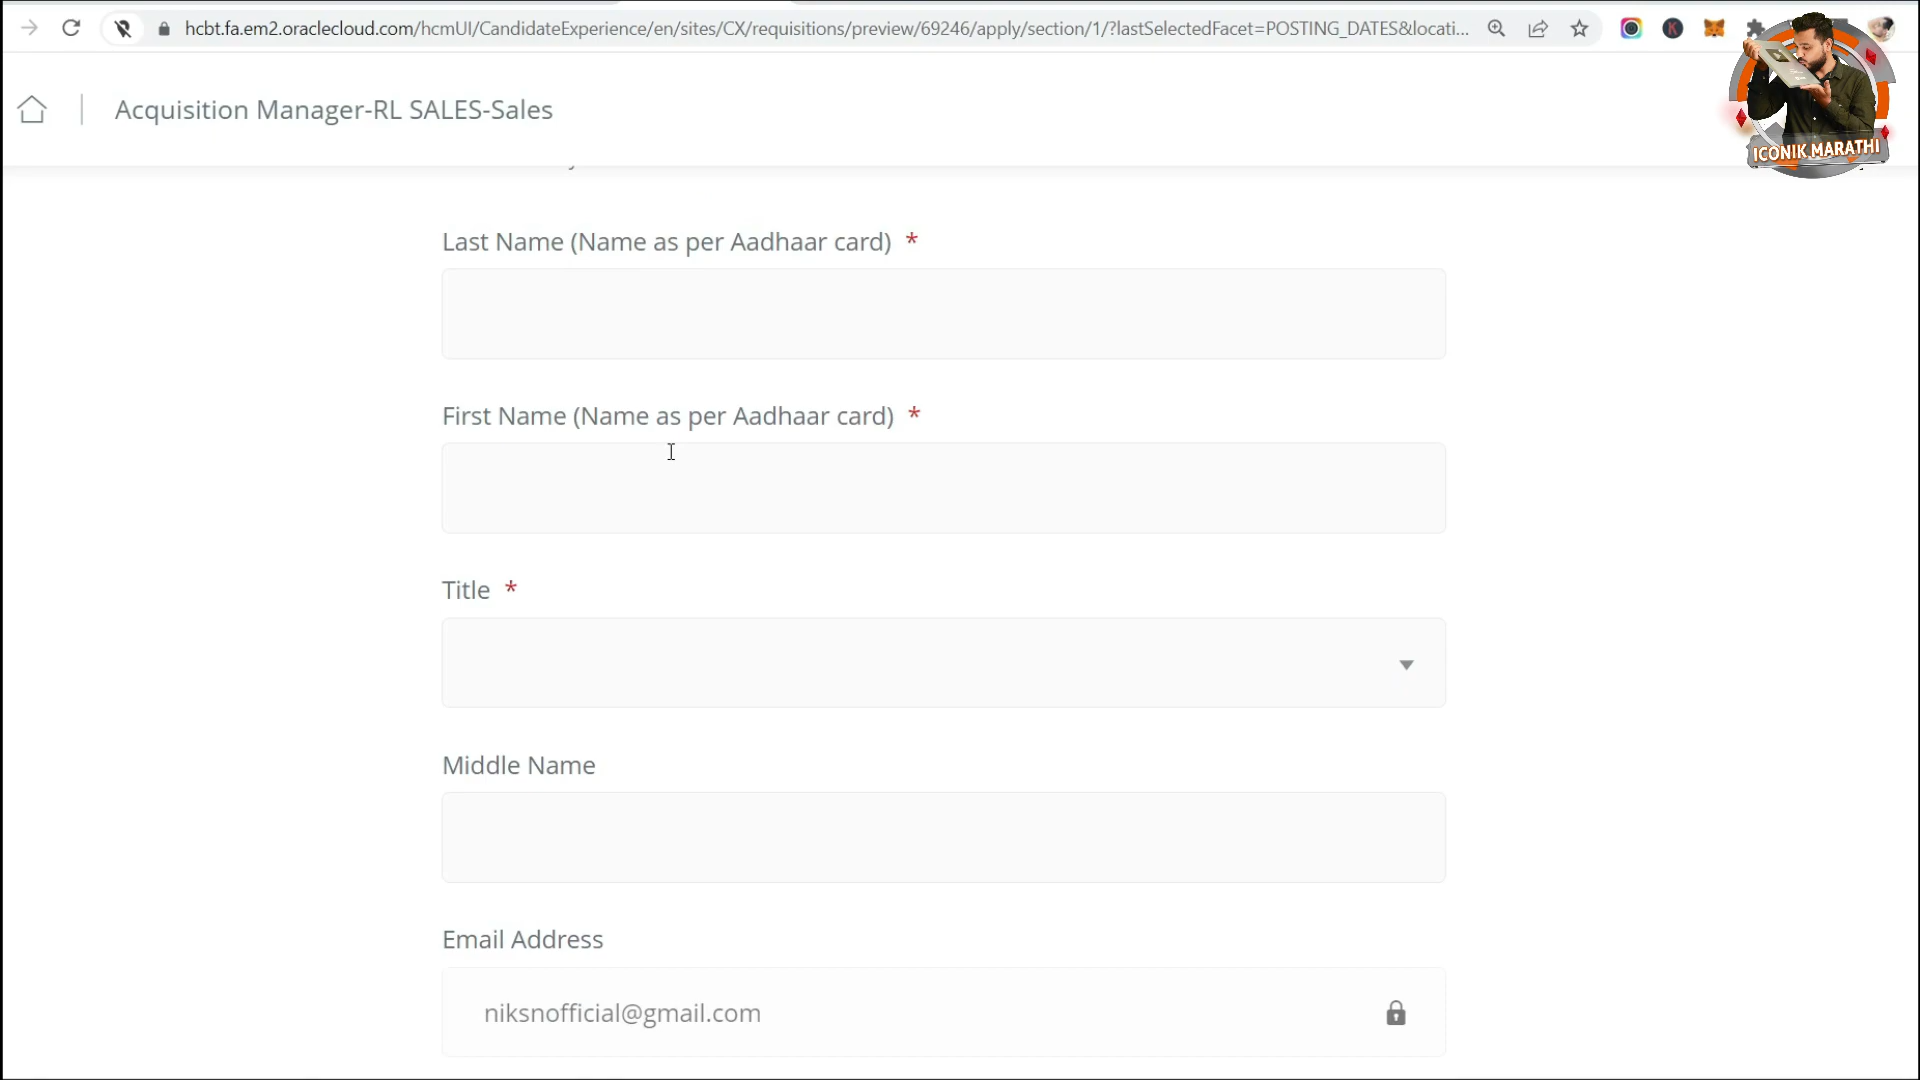 hcbt.fa.em2.oraclecloud.com/hcmUI/CandidateExperience/en/sites/CX/requisitions/preview/69246/apply/section/1/?lastSelectedFacet=POSTING_DATES&locati...
K
Acquisition Manager-RL SALES-Sales
ICONIK MARATHI
Last Name (Name as per Aadhaar card) *
First Name (Name as per Aadhaar card) *
Title *
Middle Name
Email Address
niksnofficial@gmail.com